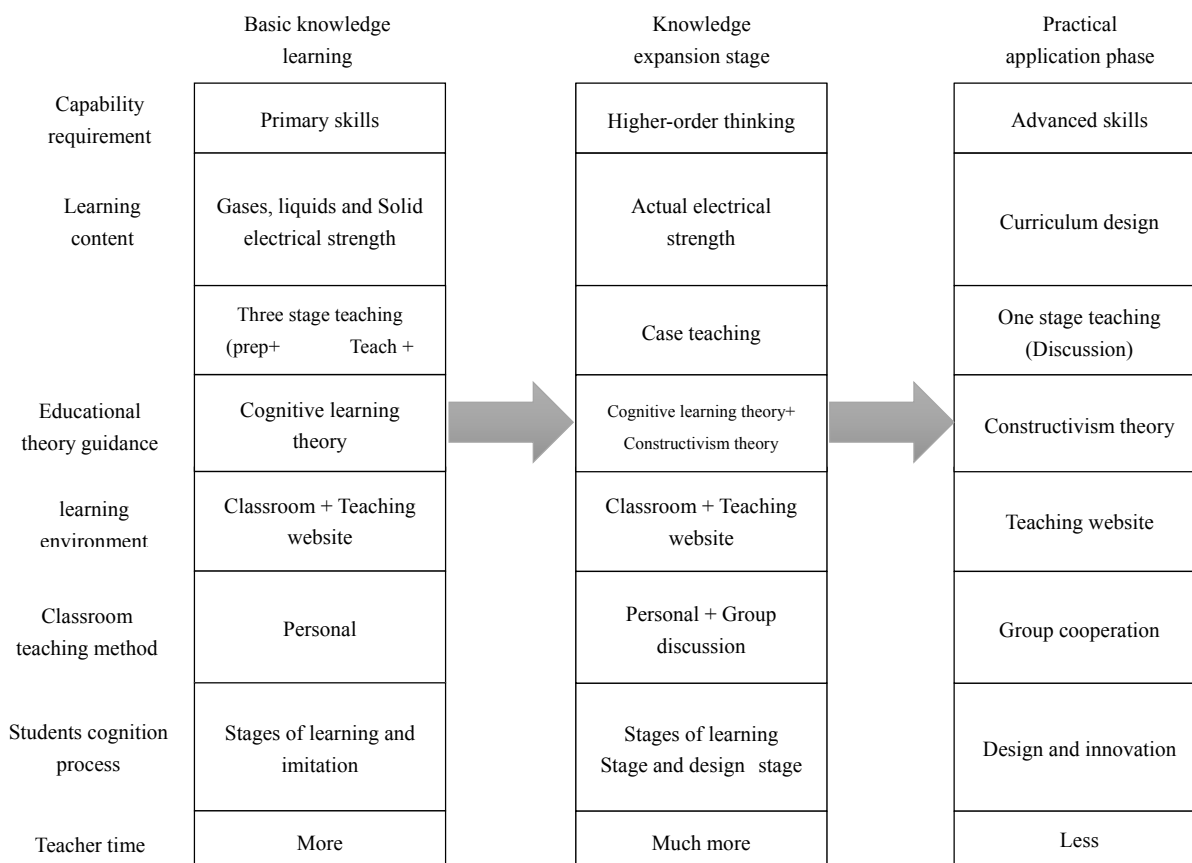 Basic knowledge
learning
Knowledge
expansion stage
Practical
application phase
Capability
requirement
Primary skills
Higher-order thinking
Advanced skills
Learning
content
Gases, liquids and Solid
electrical strength
Actual electrical
strength
Curriculum design
Three stage teaching
(prep+ Teach +
Case teaching
One stage teaching
(Discussion)
Educational
theory guidance
Cognitive learning
theory
Cognitive learning theory+
Constructivism theory
Constructivism theory
learning
environment
Classroom + Teaching
website
Classroom + Teaching
website
Teaching website
Classroom
teaching method
Personal
Personal + Group
discussion
Group cooperation
Students cognition
process
Stages of learning and
imitation
Stages of learning
Stage and design stage
Design and innovation
Teacher time
More
Much more
Less